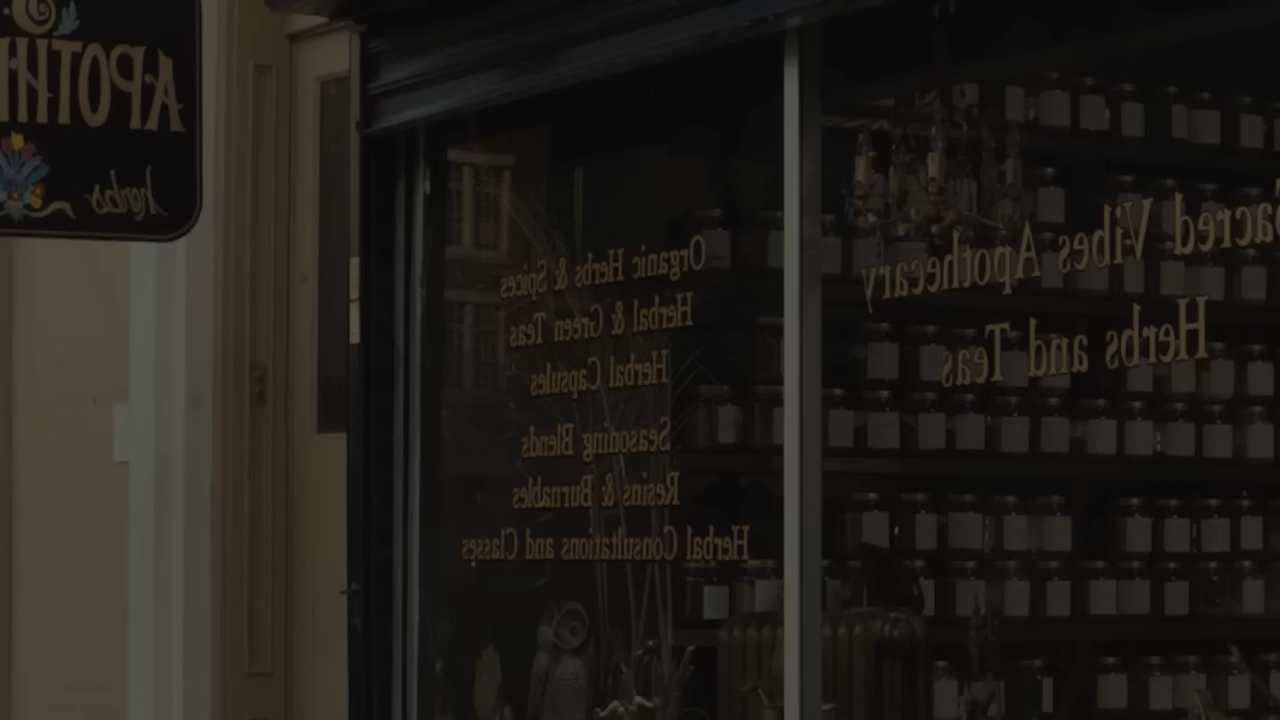 APOTH
herbs
Organic Herbs & Spices
Herbal & Green Teas
Herbal Capsules
Seasoning Blends
Resins & Burnables
Herbal Consultations and Classes
Sacred Vibes Apothecary
Herbs and Teas